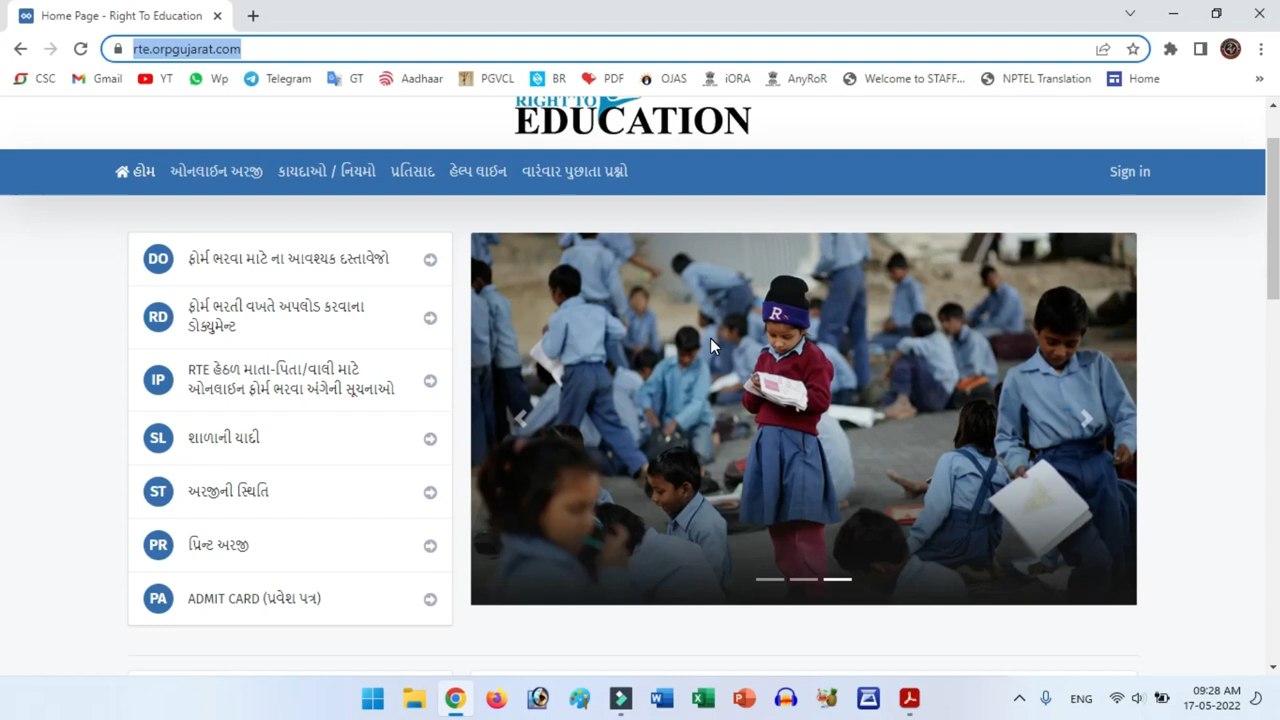 Home Page - Right To Education
rte.orpgujarat.com
CSC Gmail YT Wp Telegram GT Aadhaar PGVCL BR PDF OJAS iORA AnyRoR Welcome to STAFF... NPTEL Translation Home »
RIGHT TO
EDUCATION
હોમ ઓનલાઈન અરજી કાયદાઓ / નિયમો પ્રતિસાદ હેલ્પ લાઈન વારંવાર પુછાતા પ્રશ્નો Sign in
DO ફોર્મ ભરવા માટે ના આવશ્યક દસ્તાવેજો
RD ફોર્મ ભરતી વખતે અપલોડ કરવાના
ડોક્યુમેન્ટ
IP RTE હેઠળ માતા-પિતા/વાલી માટે
ઓનલાઈન ફોર્મ ભરવા અંગેની સૂચનાઓ
SL શાળાની યાદી
ST અરજીની સ્થિતિ
PR પ્રિન્ટ અરજી
PA ADMIT CARD (પ્રવેશ પત્ર)
R
ENG 09:28 AM
17-05-2022